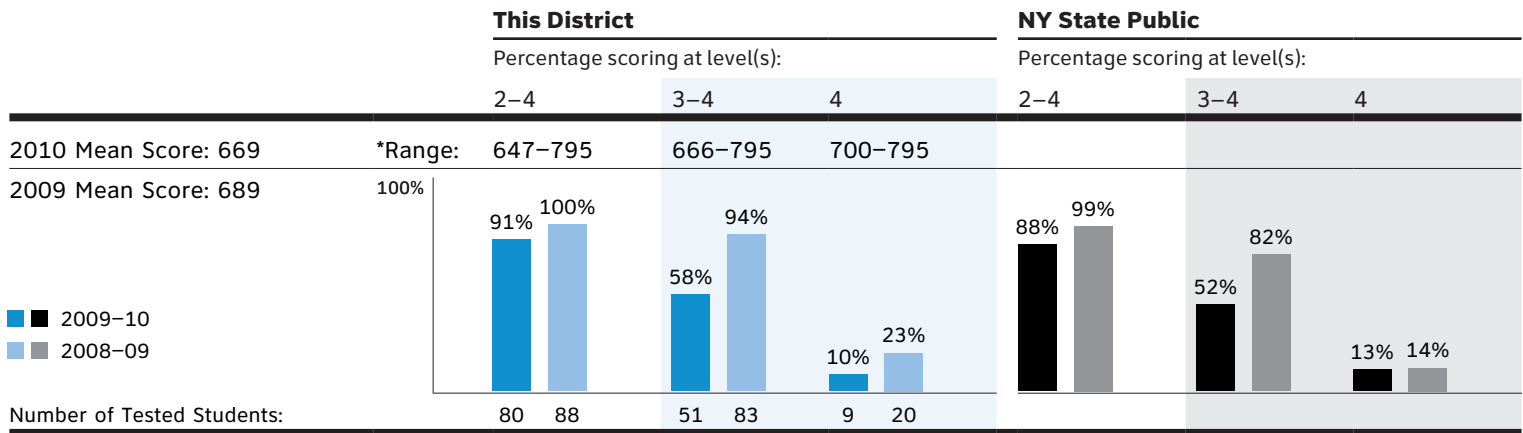 This District NY State Public
Percentage scoring at level(s): Percentage scoring at level(s):
2–4 3–4 4 2–4 3–4 4
2010 Mean Score: 669 *Range: 647–795 666–795 700–795
2009 Mean Score: 689 100%
91% 100% 58% 94% 10% 23% 88% 99% 52% 82% 13% 14%
2009–10
2008–09
Number of Tested Students: 80 88 51 83 9 20